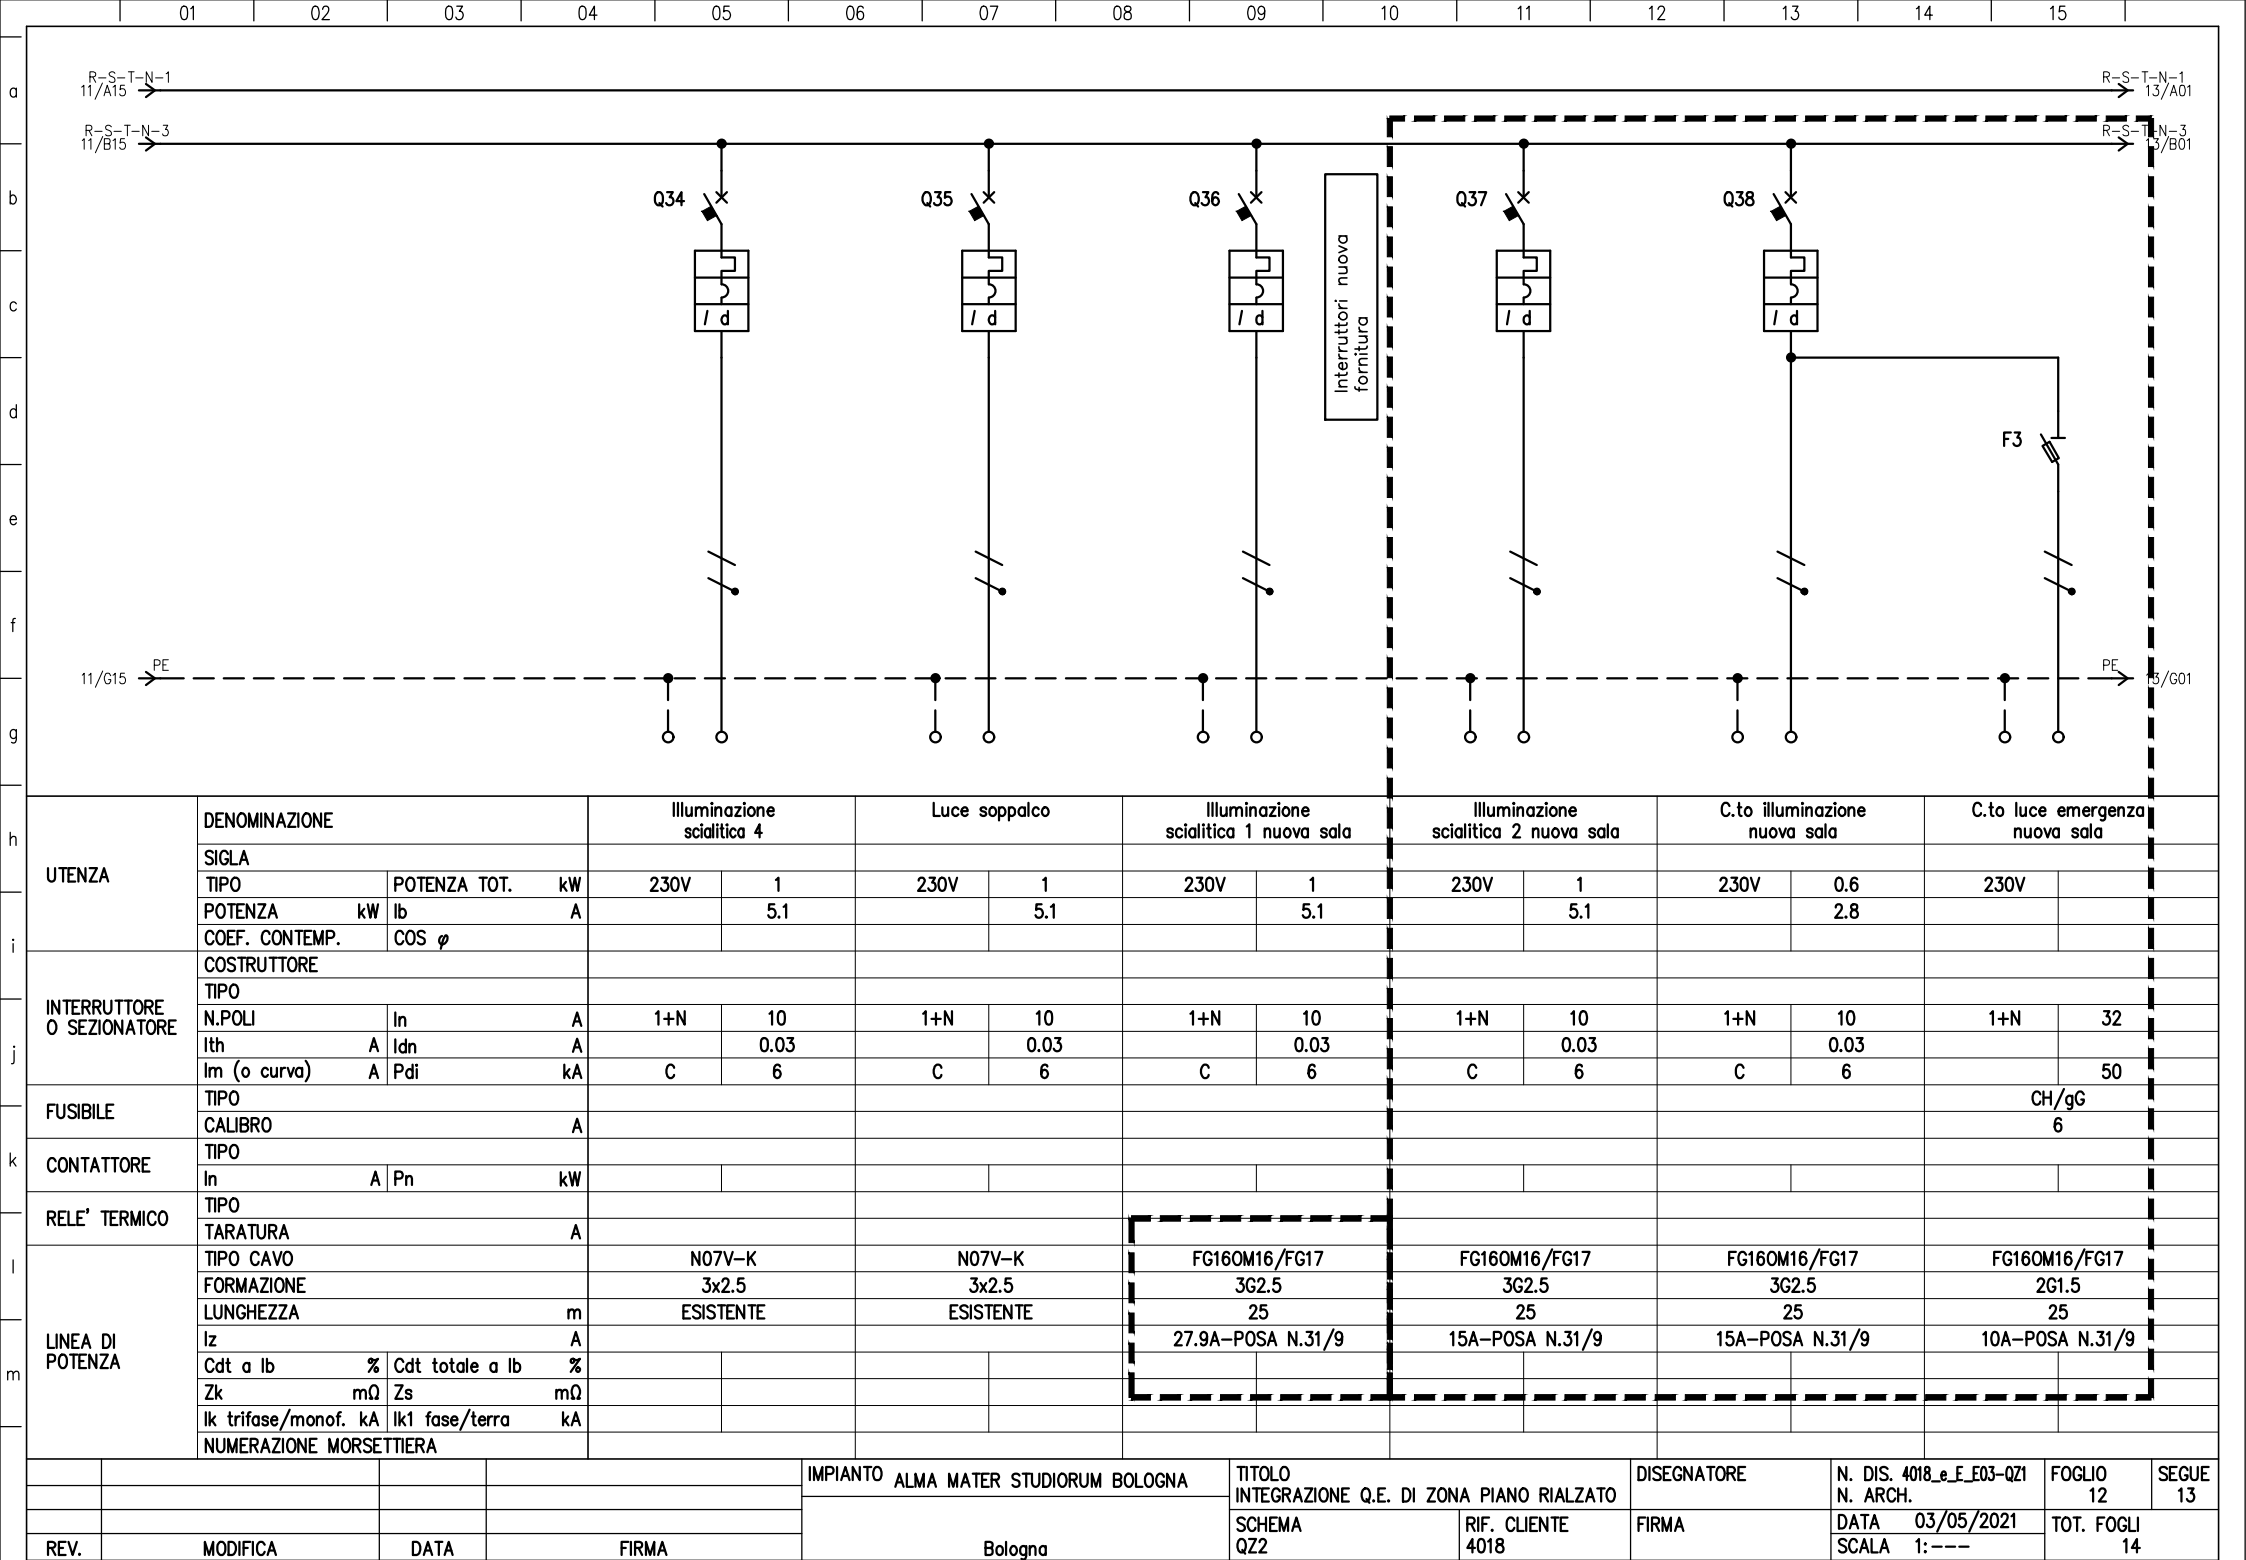 01 02 03 04 05 06 07 08 09 10 11 12 13 14 15
a
R-S-T-N-1
11/A15
R-S-T-N-1
13/A01
R-S-T-N-3
11/B15
R-S-T-N-3
13/B01
b
Q34 Q35 Q36 Q37 Q38
Interruttori nuova
fornitura
c
I d I d I d I d I d
d
F3
e
f
11/G15 PE
PE 13/G01
g
h
i
j
k
l
m
UTENZA
DENOMINAZIONE
Illuminazione
scialitica 4
Luce soppalco
Illuminazione
scialitica 1 nuova sala
Illuminazione
scialitica 2 nuova sala
C.to illuminazione
nuova sala
C.to luce emergenza
nuova sala
SIGLA
TIPO POTENZA TOT. kW 230V 1 230V 1 230V 1 230V 1 230V 0.6 230V
POTENZA kW Ib A 5.1 5.1 5.1 5.1 2.8
COEF. CONTEMP. COS φ
INTERRUTTORE
O SEZIONATORE
COSTRUTTORE
TIPO
N.POLI In A 1+N 10 1+N 10 1+N 10 1+N 10 1+N 10 1+N 32
Ith A Idn A 0.03 0.03 0.03 0.03 0.03
Im (o curva) A Pdi kA C 6 C 6 C 6 C 6 C 6 50
FUSIBILE
TIPO CH/gG
CALIBRO A 6
CONTATTORE
TIPO
In A Pn kW
RELE' TERMICO
TIPO
TARATURA A
LINEA DI
POTENZA
TIPO CAVO N07V-K N07V-K FG16OM16/FG17 FG16OM16/FG17 FG16OM16/FG17 FG16OM16/FG17
FORMAZIONE 3x2.5 3x2.5 3G2.5 3G2.5 3G2.5 2G1.5
LUNGHEZZA m ESISTENTE ESISTENTE 25 25 25 25
Iz A 27.9A-POSA N.31/9 15A-POSA N.31/9 15A-POSA N.31/9 10A-POSA N.31/9
Cdt a Ib % Cdt totale a Ib %
Zk mΩ Zs mΩ
Ik trifase/monof. kA Ik1 fase/terra kA
NUMERAZIONE MORSETTIERA
REV. MODIFICA DATA FIRMA
IMPIANTO ALMA MATER STUDIORUM BOLOGNA
Bologna
TITOLO
INTEGRAZIONE Q.E. DI ZONA PIANO RIALZATO
SCHEMA
QZ2
RIF. CLIENTE
4018
DISEGNATORE
FIRMA
N. DIS. 4018_e_E_E03-QZ1
N. ARCH.
DATA 03/05/2021
SCALA 1:---
FOGLIO
12
SEGUE
13
TOT. FOGLI
14